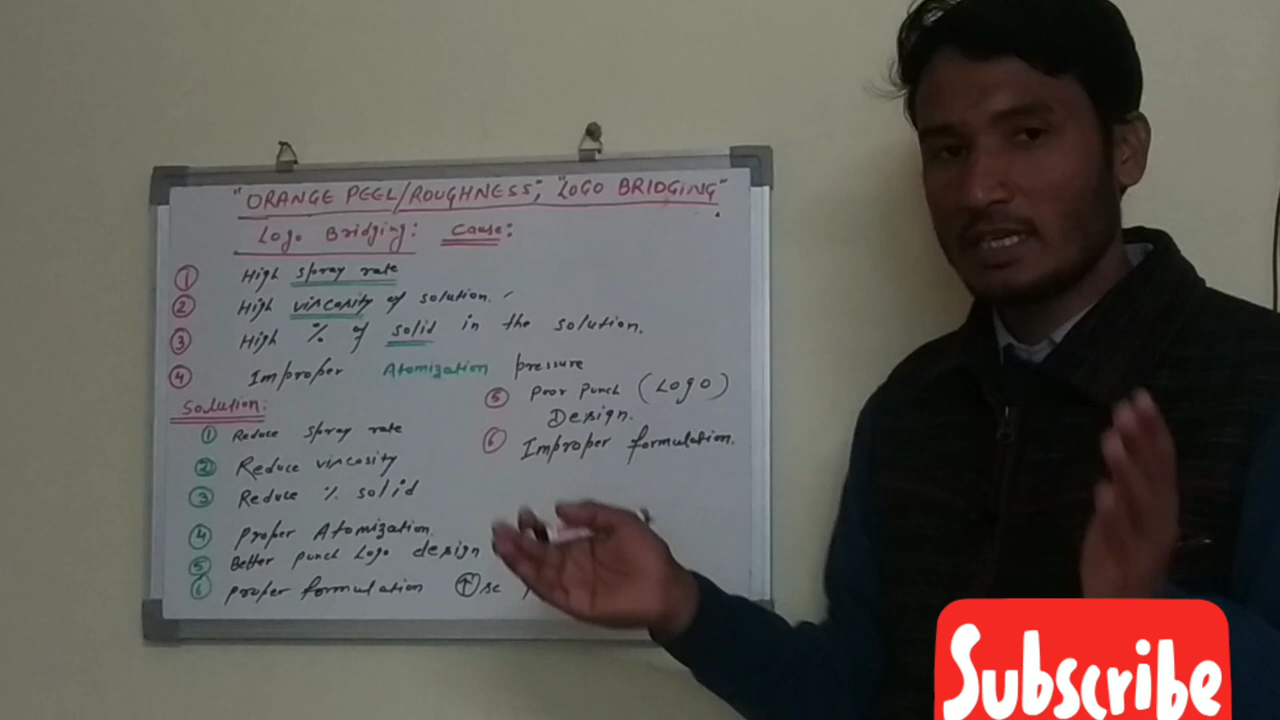 "ORANGE PEEL/ROUGHNESS", "LOGO BRIDGING"
Logo Bridging: Cause:
① High spray rate
② High viscosity of solution.
③ High % of solid in the solution.
④ Improper Atomization pressure
⑤ Poor Punch (Logo)
Design.
⑥ Improper formulation.
Solution:
① Reduce spray rate
② Reduce viscosity
③ Reduce % solid
④ Proper Atomization
⑤ Better Punch Logo design
⑥ proper formulation ↑se
Subscribe